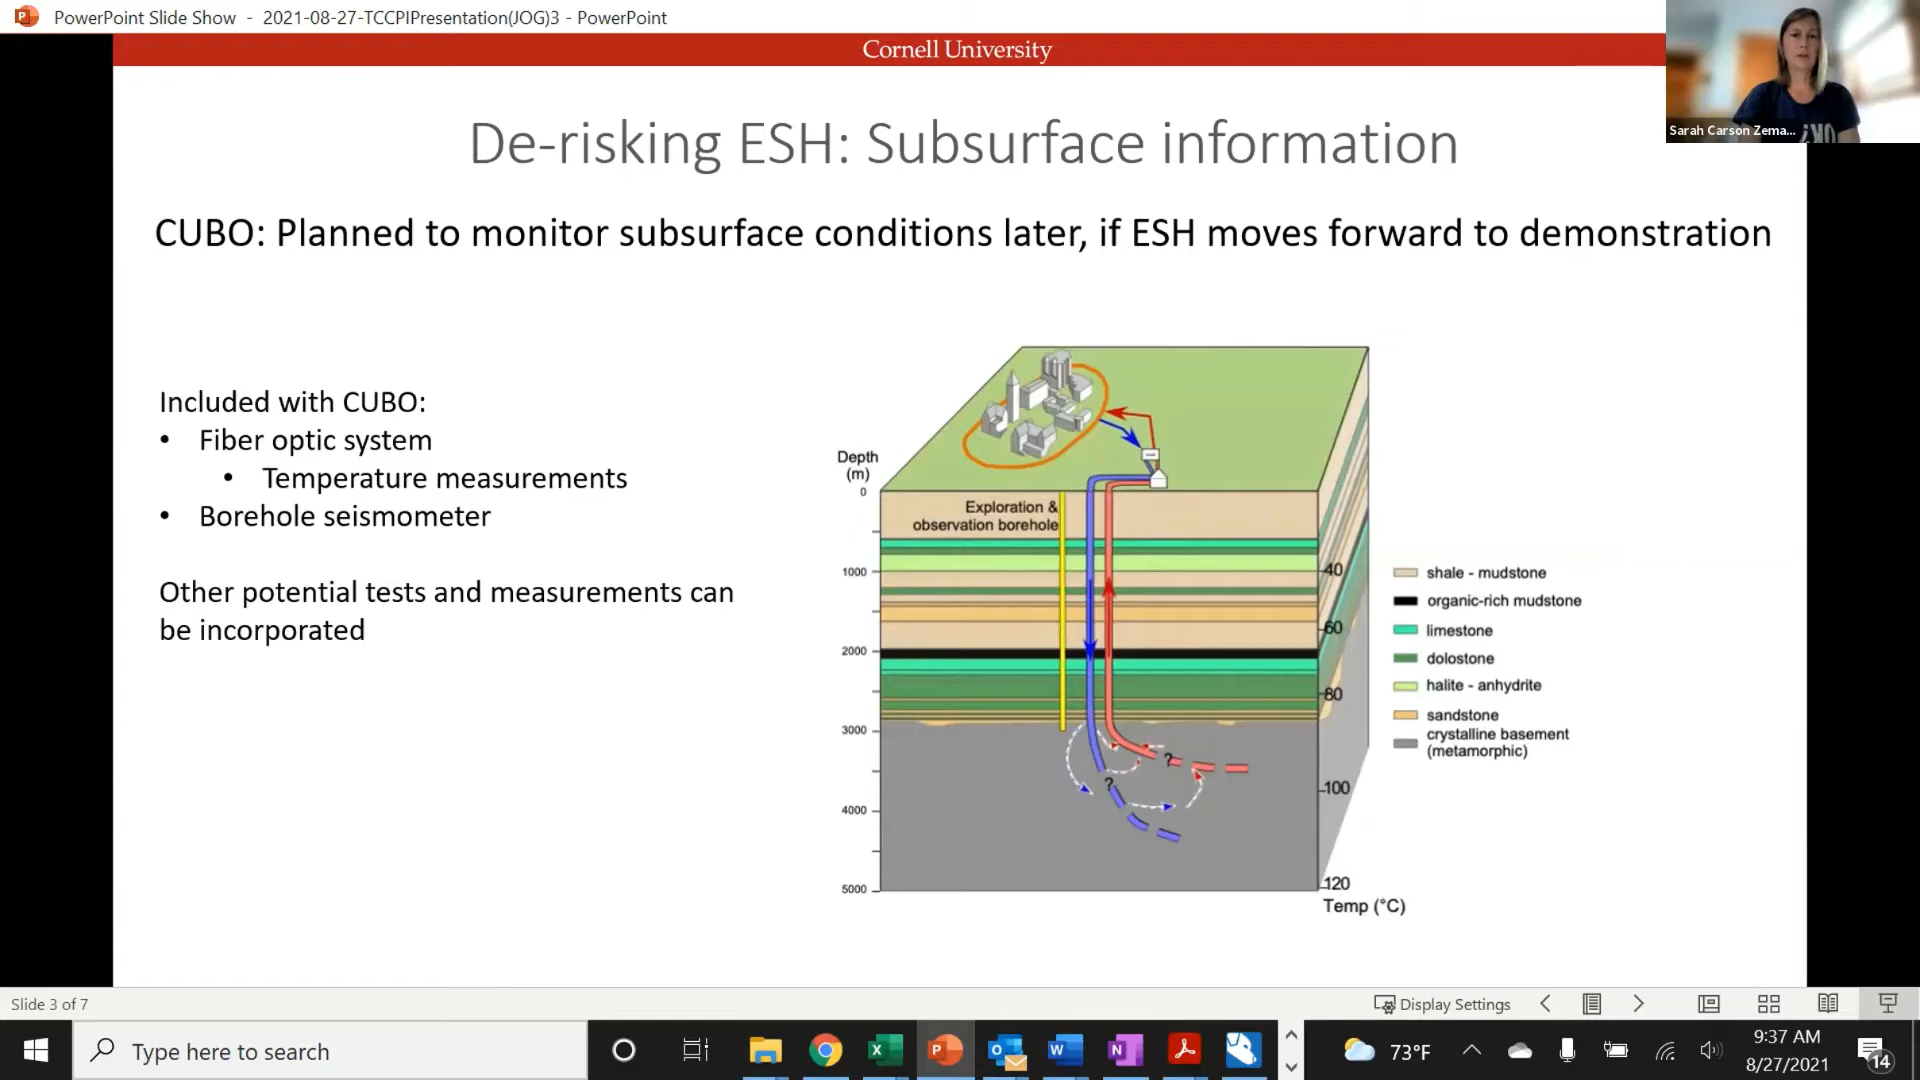 PowerPoint Slide Show - 2021-08-27-TCCPIPresentation(JOG)3 - PowerPoint
Cornell University
Sarah Carson Zema...
De-risking ESH: Subsurface information
CUBO: Planned to monitor subsurface conditions later, if ESH moves forward to demonstration
Included with CUBO:
• Fiber optic system
• Temperature measurements
• Borehole seismometer
Other potential tests and measurements can
be incorporated
Depth
(m)
0
1000
2000
3000
4000
5000
Exploration &
observation borehole
?
?
40
60
80
100
120
Temp (°C)
shale - mudstone
organic-rich mudstone
limestone
dolostone
halite - anhydrite
sandstone
crystalline basement
(metamorphic)
Slide 3 of 7
Display Settings
Type here to search
73°F
9:37 AM
8/27/2021
14